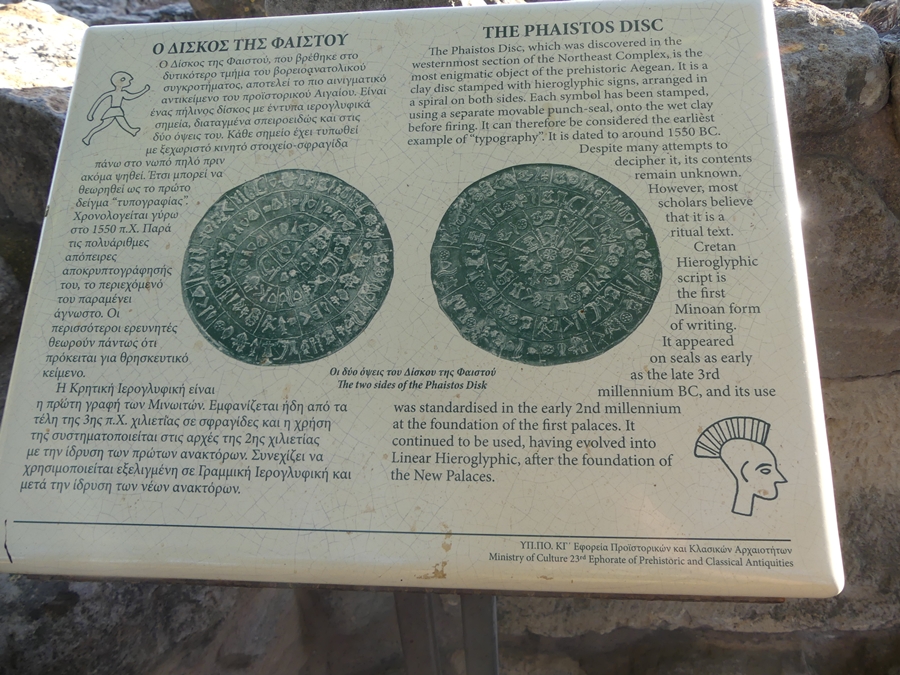 Ο ΔΙΣΚΟΣ ΤΗΣ ΦΑΙΣΤΟΥ
Ο Δίσκος της Φαιστού, που βρέθηκε στο
δυτικότερο τμήμα του βορειοανατολικού
συγκροτήματος, αποτελεί το πιο αινιγματικό
αντικείμενο του προϊστορικού Αιγαίου. Είναι
ένας πήλινος δίσκος με έντυπα ιερογλυφικά
σημεία, διαταγμένα σπειροειδώς και στις
δύο όψεις του. Κάθε σημείο έχει τυπωθεί
με ξεχωριστό κινητό στοιχείο-σφραγίδα
πάνω στο νωπό πηλό πριν
ακόμα ψηθεί. Έτσι μπορεί να
θεωρηθεί ως το πρώτο
δείγμα “τυπογραφίας”.
Χρονολογείται γύρω
στο 1550 π.Χ. Παρά
τις πολυάριθμες
απόπειρες
αποκρυπτογράφησής
του, το περιεχόμενό
του παραμένει
άγνωστο. Οι
περισσότεροι ερευνητές
θεωρούν πάντως ότι
πρόκειται για θρησκευτικό
κείμενο.
Η Κρητική Ιερογλυφική είναι
η πρώτη γραφή των Μινωιτών. Εμφανίζεται ήδη από τα
τέλη της 3ης π.Χ. χιλιετίας σε σφραγίδες και η χρήση
της συστηματοποιείται στις αρχές της 2ης χιλιετίας
με την ίδρυση των πρώτων ανακτόρων. Συνεχίζει να
χρησιμοποιείται εξελιγμένη σε Γραμμική Ιερογλυφική και
μετά την ίδρυση των νέων ανακτόρων.
THE PHAISTOS DISC
The Phaistos Disc, which was discovered in the
westernmost section of the Northeast Complex, is the
most enigmatic object of the prehistoric Aegean. It is a
clay disc stamped with hieroglyphic signs, arranged in
a spiral on both sides. Each symbol has been stamped,
using a separate movable punch-seal, onto the wet clay
before firing. It can therefore be considered the earliest
example of “typography”. It is dated to around 1550 BC.
Despite many attempts to
decipher it, its contents
remain unknown.
However, most
scholars believe
that it is a
ritual text.
Cretan
Hieroglyphic
script is
the first
Minoan form
of writing.
It appeared
on seals as early
as the late 3rd
millennium BC, and its use
was standardised in the early 2nd millennium
at the foundation of the first palaces. It
continued to be used, having evolved into
Linear Hieroglyphic, after the foundation of
the New Palaces.
Οι δύο όψεις του Δίσκου της Φαιστού
The two sides of the Phaistos Disk
ΥΠ.ΠΟ. ΚΓ΄ Εφορεία Προϊστορικών και Κλασικών Αρχαιοτήτων
Ministry of Culture 23rd Ephorate of Prehistoric and Classical Antiquities